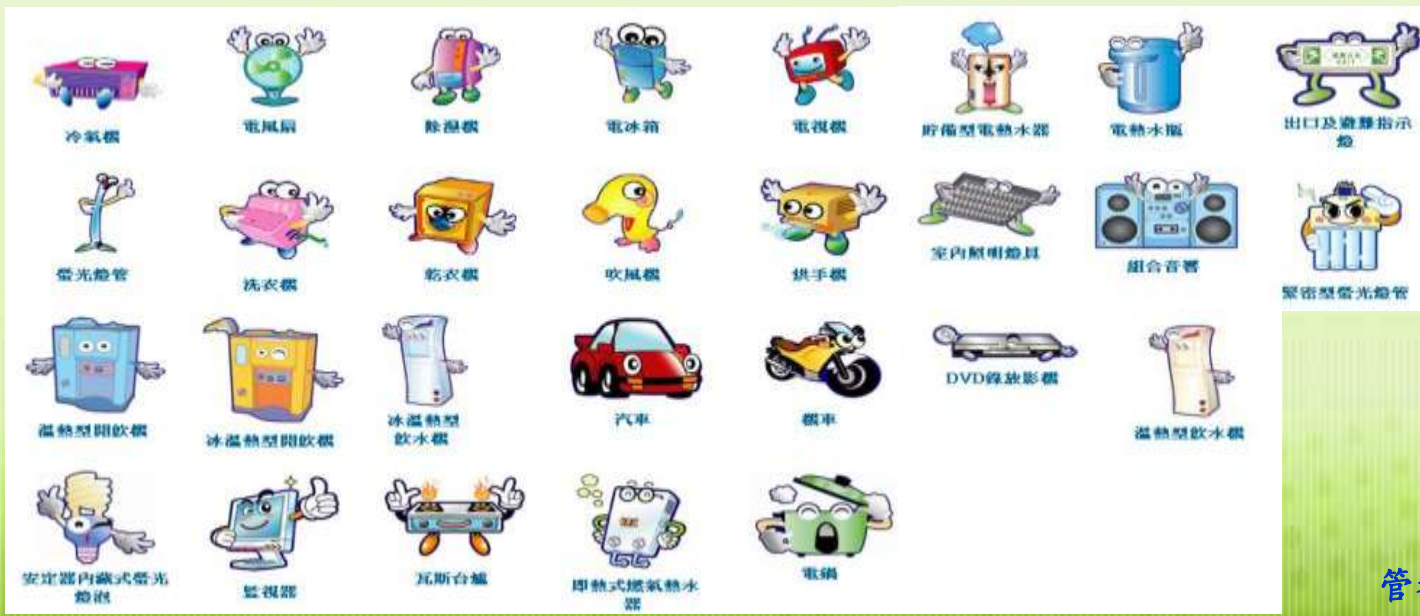 冷氣機
電風扇
除濕機
電冰箱
電視機
貯備型電熱水器
電熱水瓶
出口及避難指示
燈
螢光燈管
洗衣機
乾衣機
吹風機
烘手機
室內照明燈具
組合音響
緊密型螢光燈管
溫熱型開飲機
冰溫熱型開飲機
冰溫熱型
飲水機
汽車
機車
DVD錄放影機
溫熱型飲水機
安定器內藏式螢光
燈泡
監視器
瓦斯台爐
即熱式燃氣熱水
器
電鍋
管